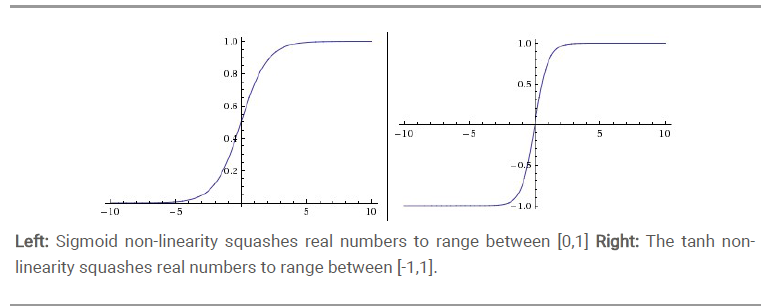 1.0
0.8
0.6
0.4
0.2
-10 -5 5 10
1.0
0.5
-10 -5 5 10
-0.5
-1.0
Left: Sigmoid non-linearity squashes real numbers to range between [0,1] Right: The tanh non-
linearity squashes real numbers to range between [-1,1].